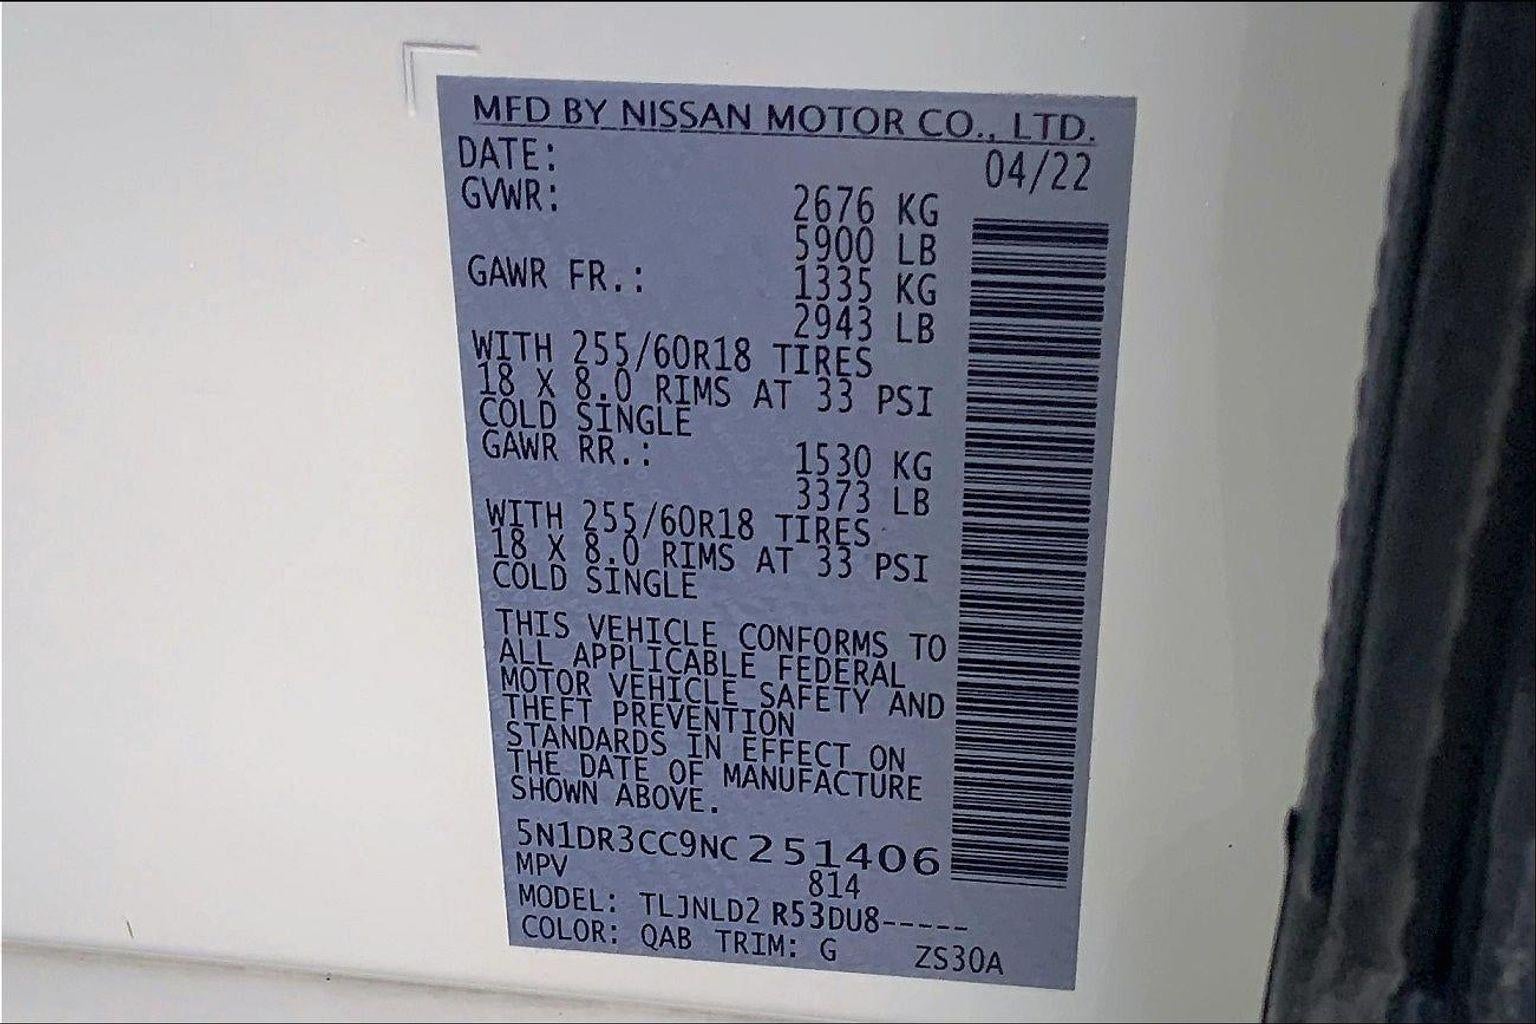 MFD BY NISSAN MOTOR CO., LTD.
DATE: 04/22
GVWR: 2676 KG
5900 LB
GAWR FR.: 1335 KG
2943 LB
WITH 255/60R18 TIRES
18 X 8.0 RIMS AT 33 PSI
COLD SINGLE
GAWR RR.: 1530 KG
3373 LB
WITH 255/60R18 TIRES
18 X 8.0 RIMS AT 33 PSI
COLD SINGLE
THIS VEHICLE CONFORMS TO
ALL APPLICABLE FEDERAL
MOTOR VEHICLE SAFETY AND
THEFT PREVENTION
STANDARDS IN EFFECT ON
THE DATE OF MANUFACTURE
SHOWN ABOVE.
5N1DR3CC9NC251406
MPV 814
MODEL: TLJNLD2 R53DU8-----
COLOR: QAB TRIM: G ZS30A